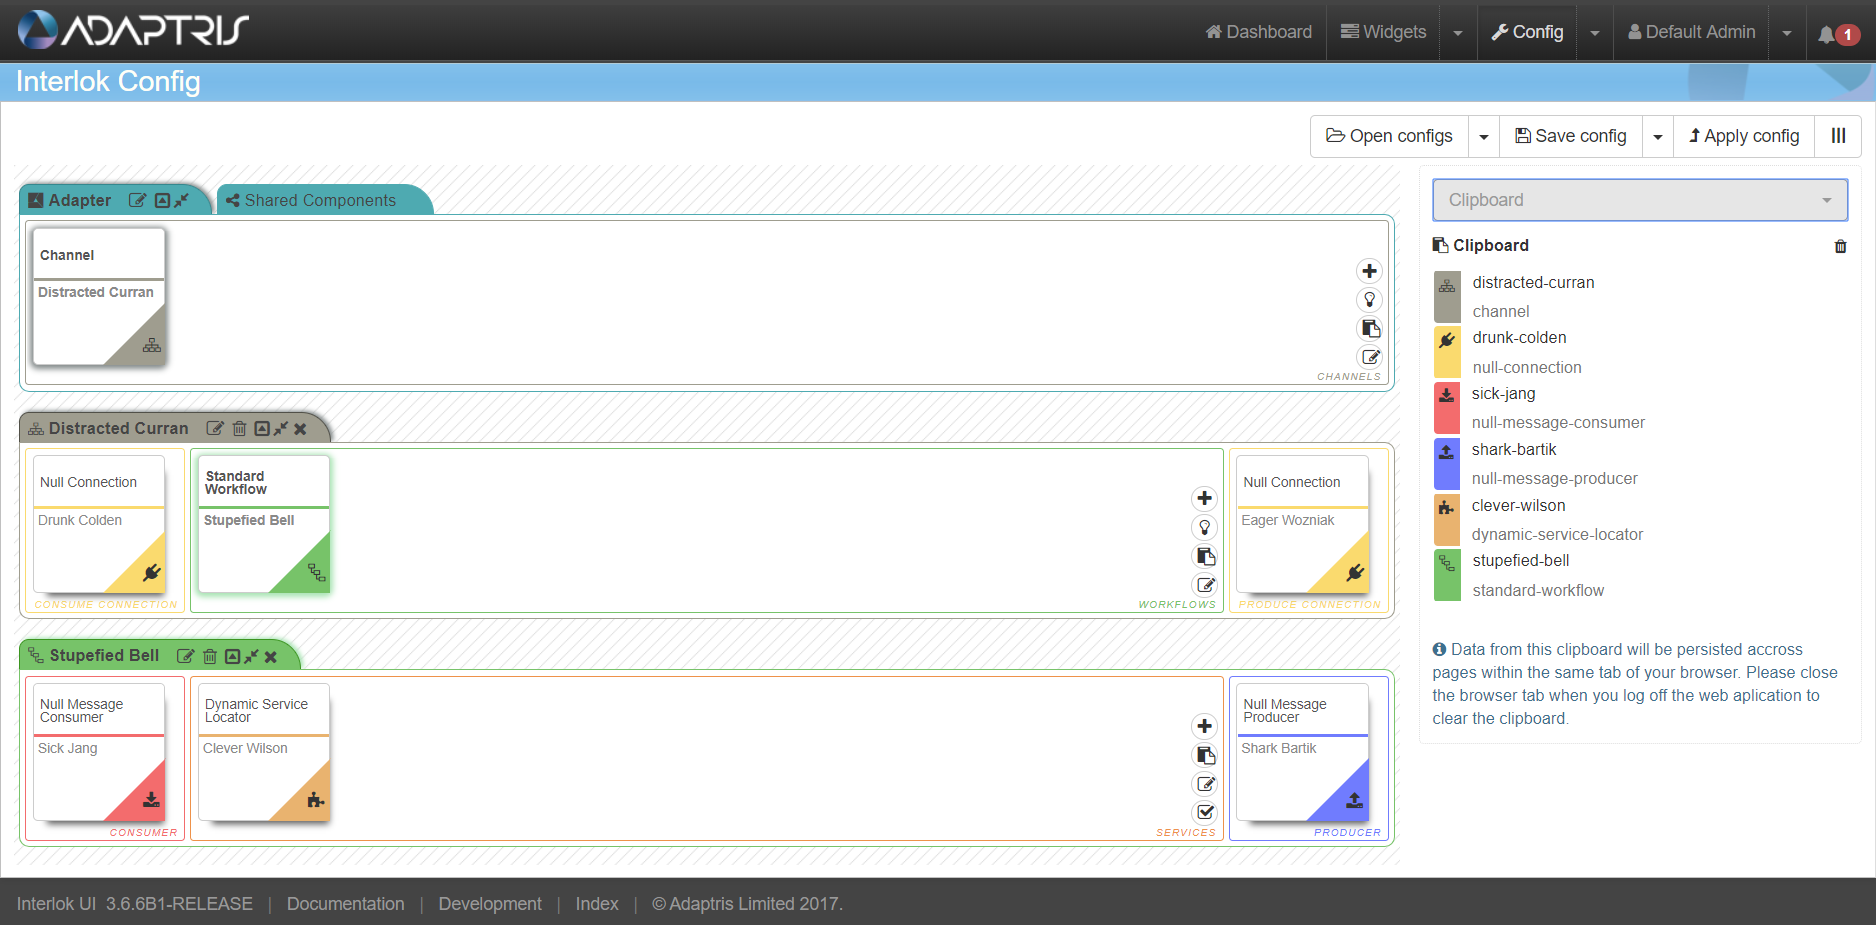 ADAPTRIS
Dashboard
Widgets
Config
Default Admin
1
Interlok Config
Open configs
Save config
Apply config
Adapter
Shared Components
Channel
Distracted Curran
CHANNELS
Distracted Curran
Null Connection
Drunk Colden
CONSUME CONNECTION
Standard
Workflow
Stupefied Bell
WORKFLOWS
Null Connection
Eager Wozniak
PRODUCE CONNECTION
Stupefied Bell
Null Message
Consumer
Sick Jang
CONSUMER
Dynamic Service
Locator
Clever Wilson
SERVICES
Null Message
Producer
Shark Bartik
PRODUCER
Clipboard
Clipboard
distracted-curran
channel
drunk-colden
null-connection
sick-jang
null-message-consumer
shark-bartik
null-message-producer
clever-wilson
dynamic-service-locator
stupefied-bell
standard-workflow
Data from this clipboard will be persisted accross
pages within the same tab of your browser. Please close
the browser tab when you log off the web aplication to
clear the clipboard.
Interlok UI 3.6.6B1-RELEASE | Documentation | Development | Index | © Adaptris Limited 2017.